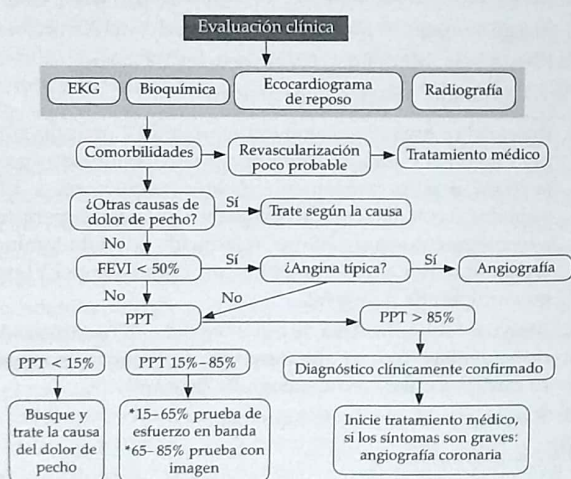 Evaluación clínica
EKG
Bioquímica
Ecocardiograma
de reposo
Radiografía
Comorbilidades
Revascularización
poco probable
Tratamiento médico
¿Otras causas de
dolor de pecho?
Sí
Trate según la causa
No
FEVI < 50%
Sí
¿Angina típica?
Sí
Angiografía
No
No
PPT
PPT > 85%
PPT < 15%
PPT 15%–85%
Diagnóstico clínicamente confirmado
Busque y
trate la causa
del dolor de
pecho
*15–65% prueba de
esfuerzo en banda
*65–85% prueba con
imagen
Inicie tratamiento médico,
si los síntomas son graves:
angiografía coronaria